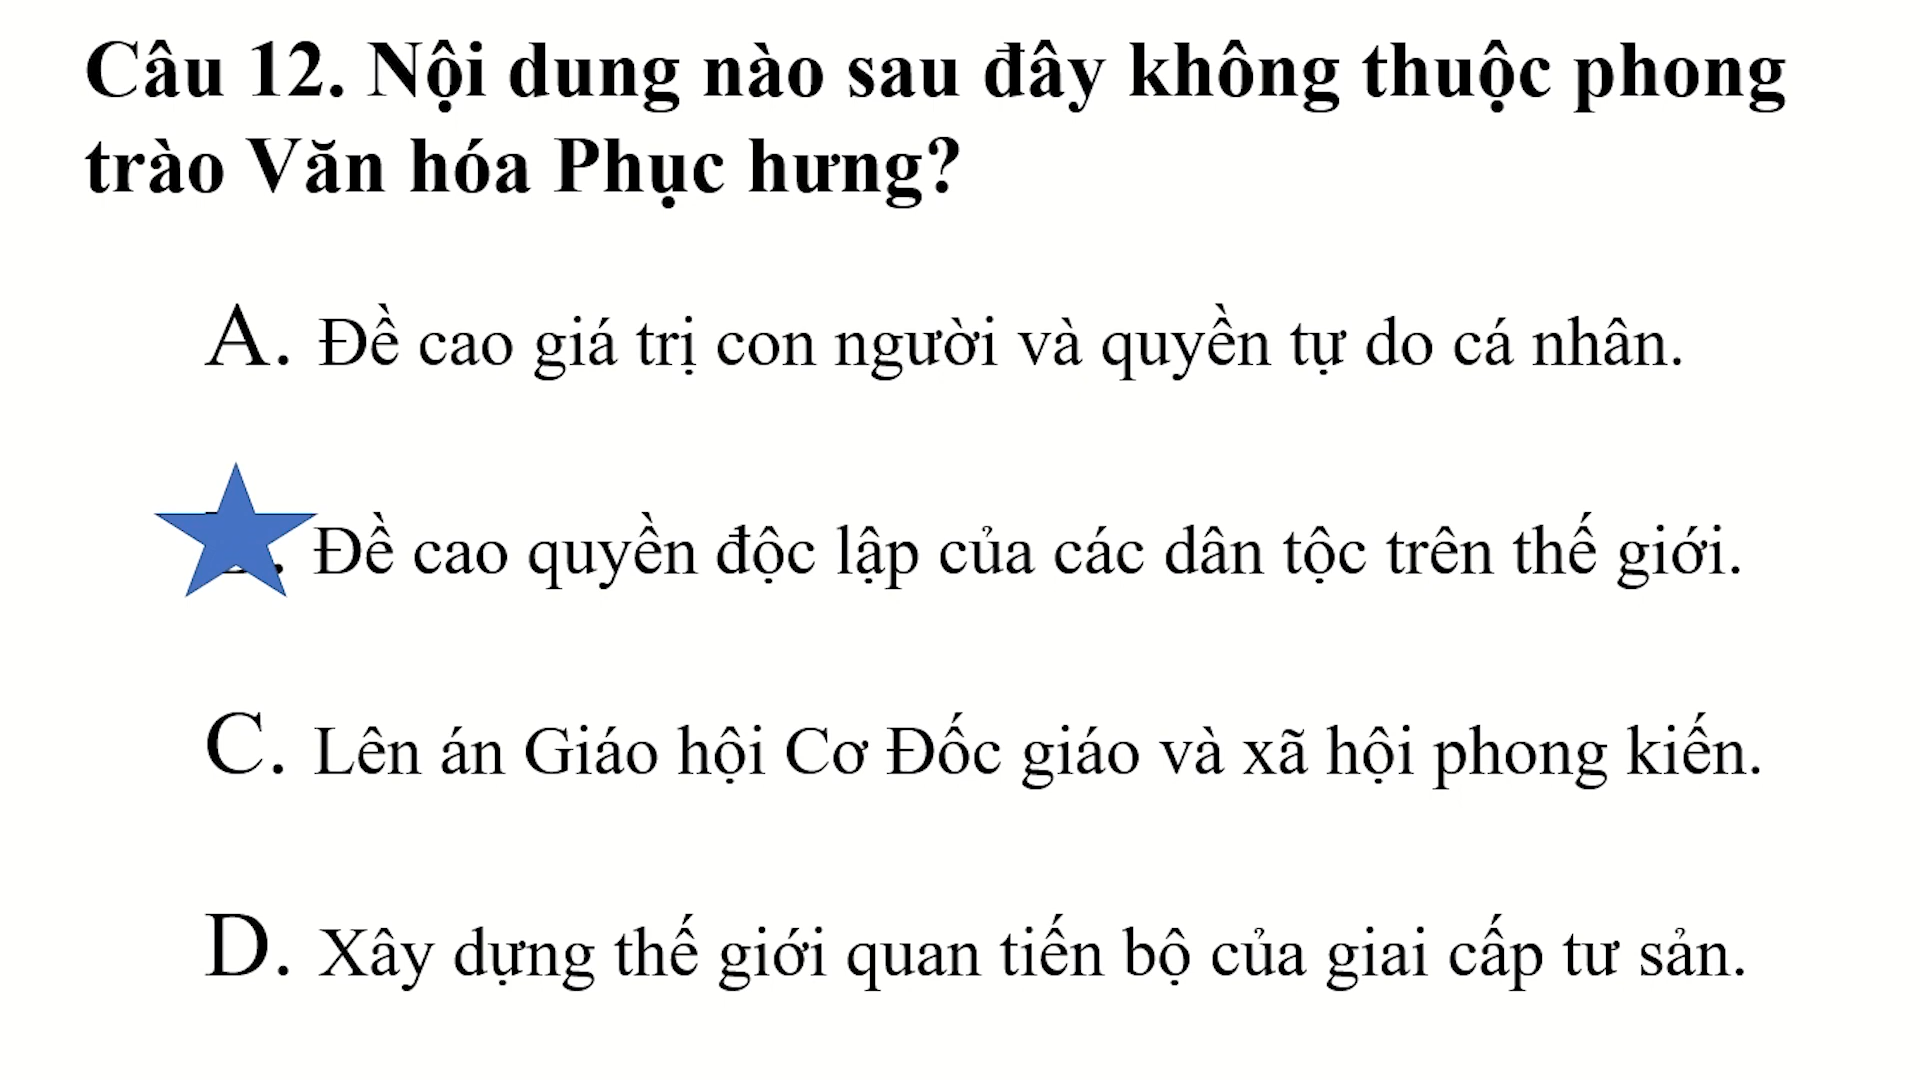 Câu 12. Nội dung nào sau đây không thuộc phong
trào Văn hóa Phục hưng?
A. Đề cao giá trị con người và quyền tự do cá nhân.
Đề cao quyền độc lập của các dân tộc trên thế giới.
C. Lên án Giáo hội Cơ Đốc giáo và xã hội phong kiến.
D. Xây dựng thế giới quan tiến bộ của giai cấp tư sản.